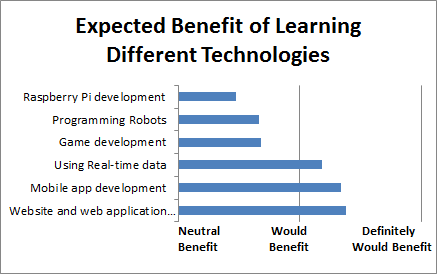 Expected Benefit of Learning
Different Technologies
Raspberry Pi development
Programming Robots
Game development
Using Real-time data
Mobile app development
Website and web application...
Neutral Benefit
Would Benefit
Definitely Would Benefit